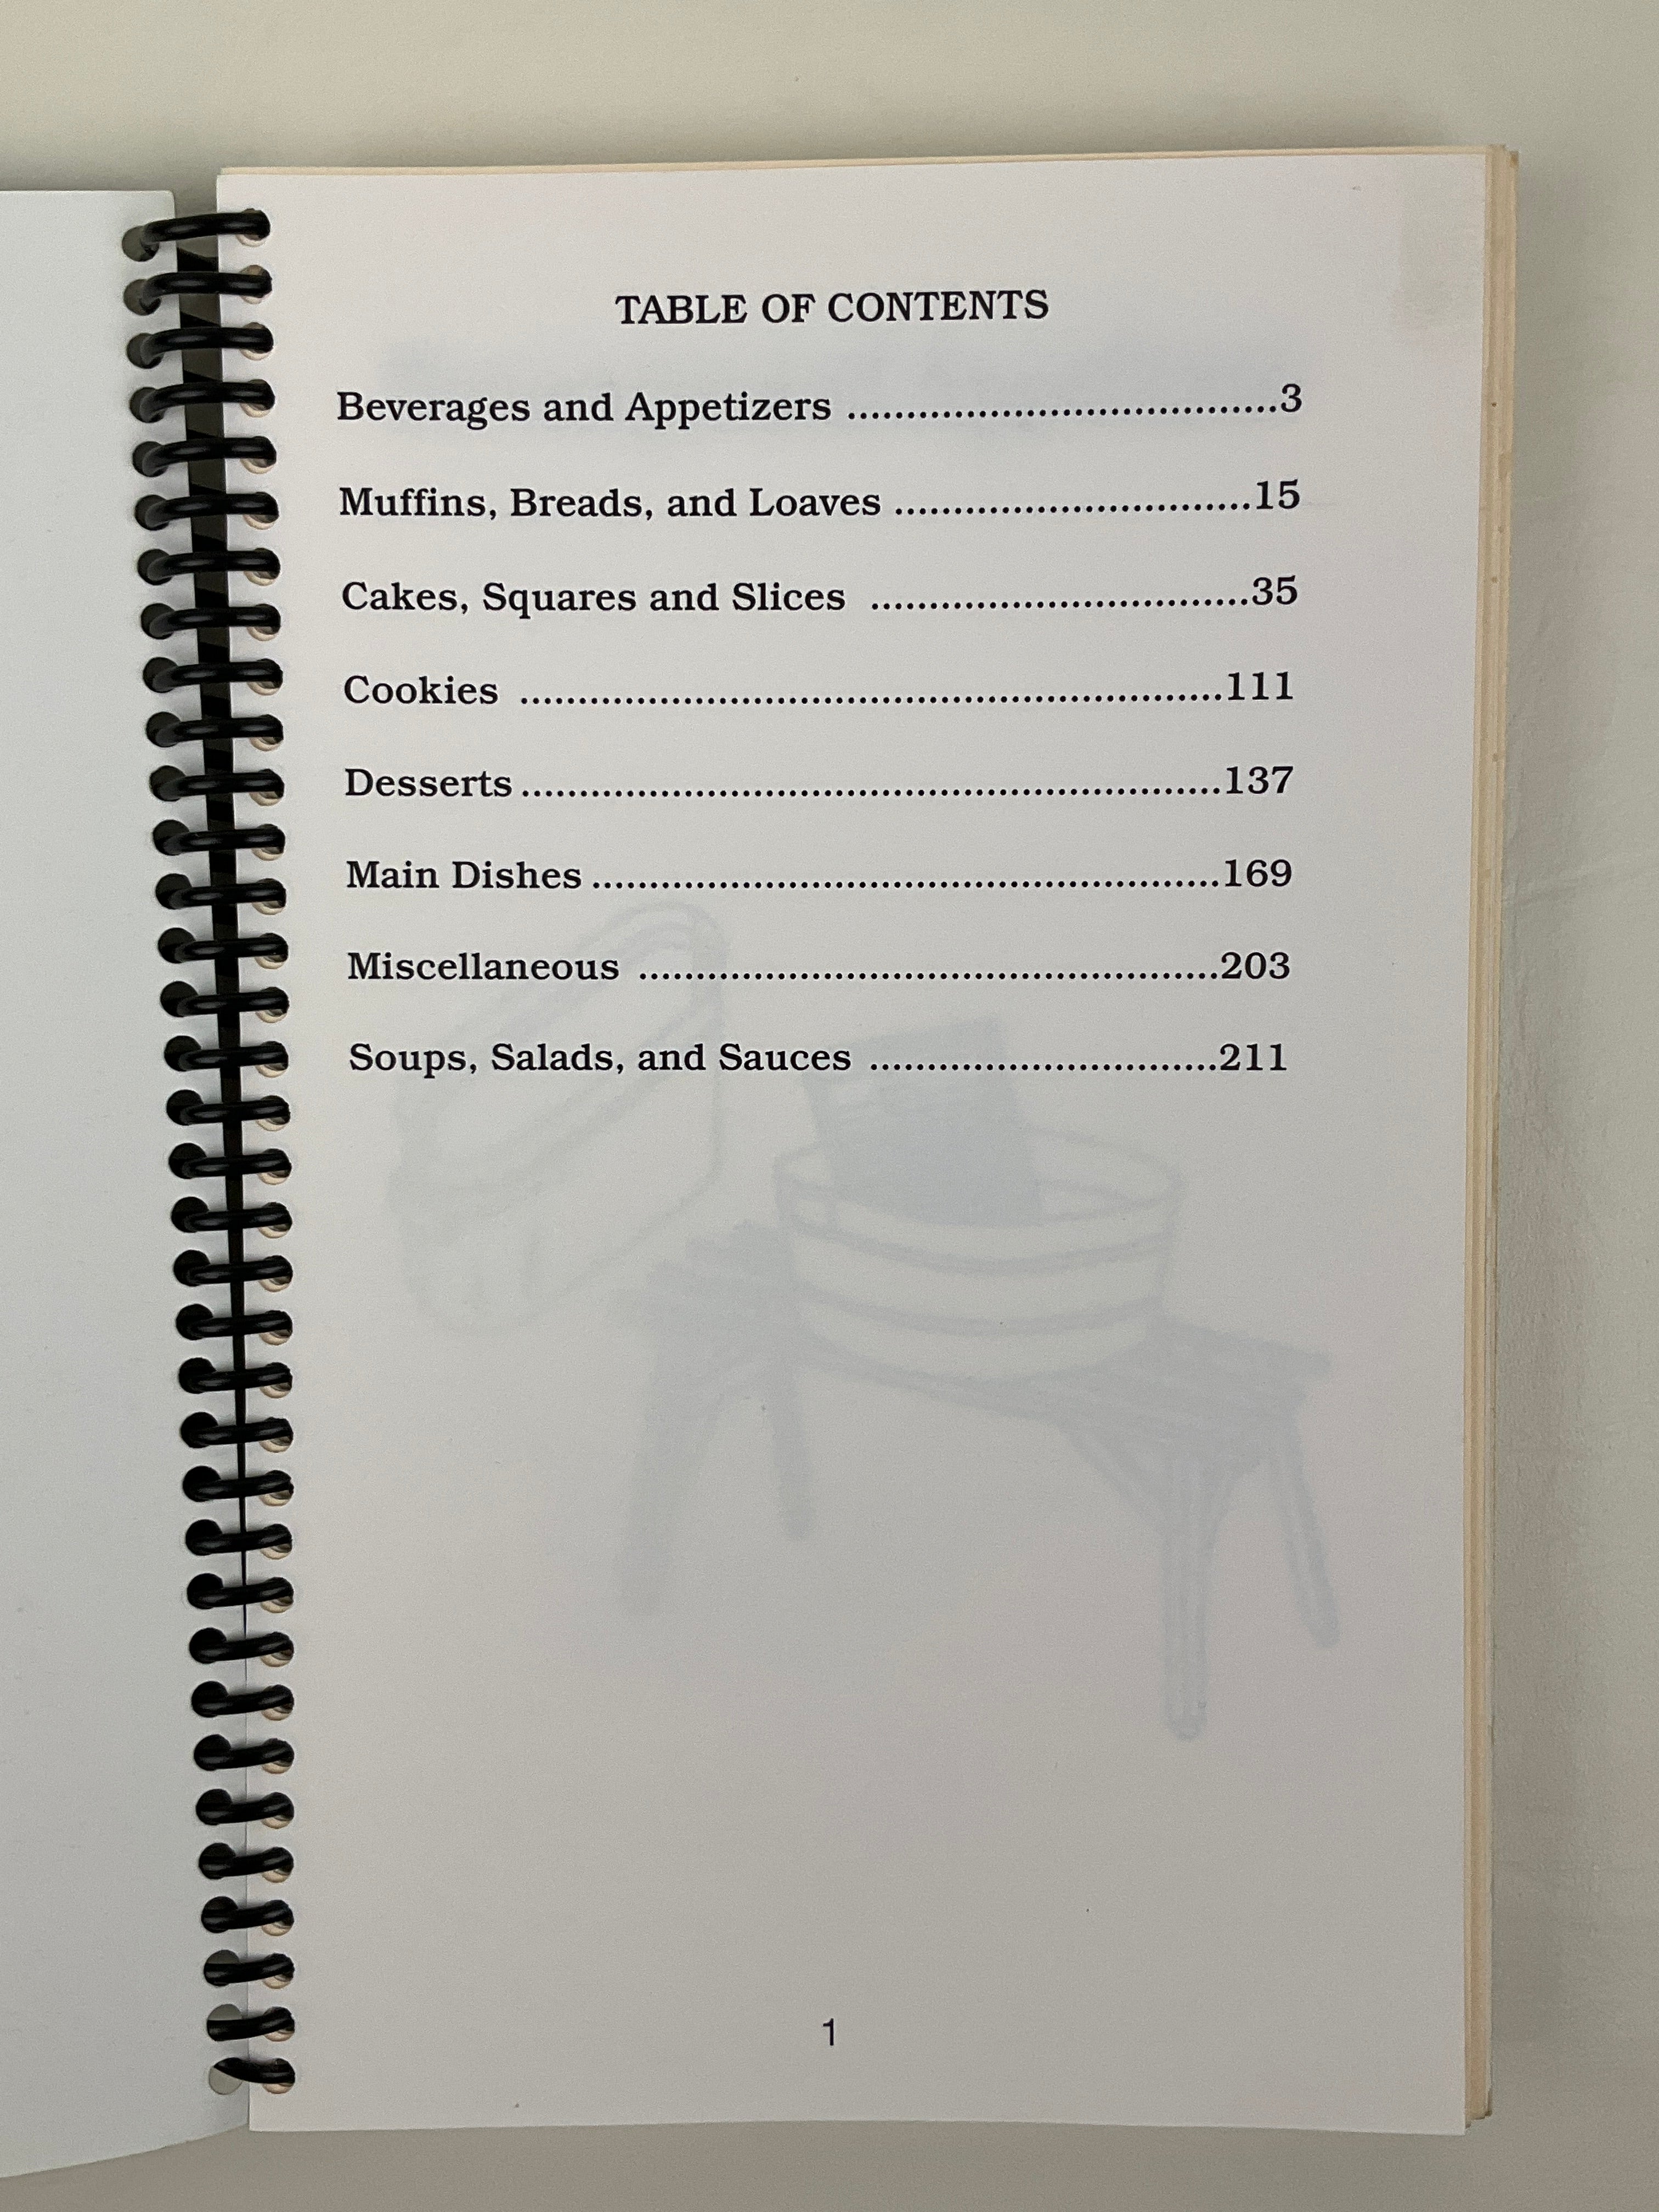 TABLE OF CONTENTS
Beverages and Appetizers .....................................3
Muffins, Breads, and Loaves ...............................15
Cakes, Squares and Slices .................................35
Cookies .............................................................111
Desserts.............................................................137
Main Dishes.......................................................169
Miscellaneous ...................................................203
Soups, Salads, and Sauces ..............................211
1